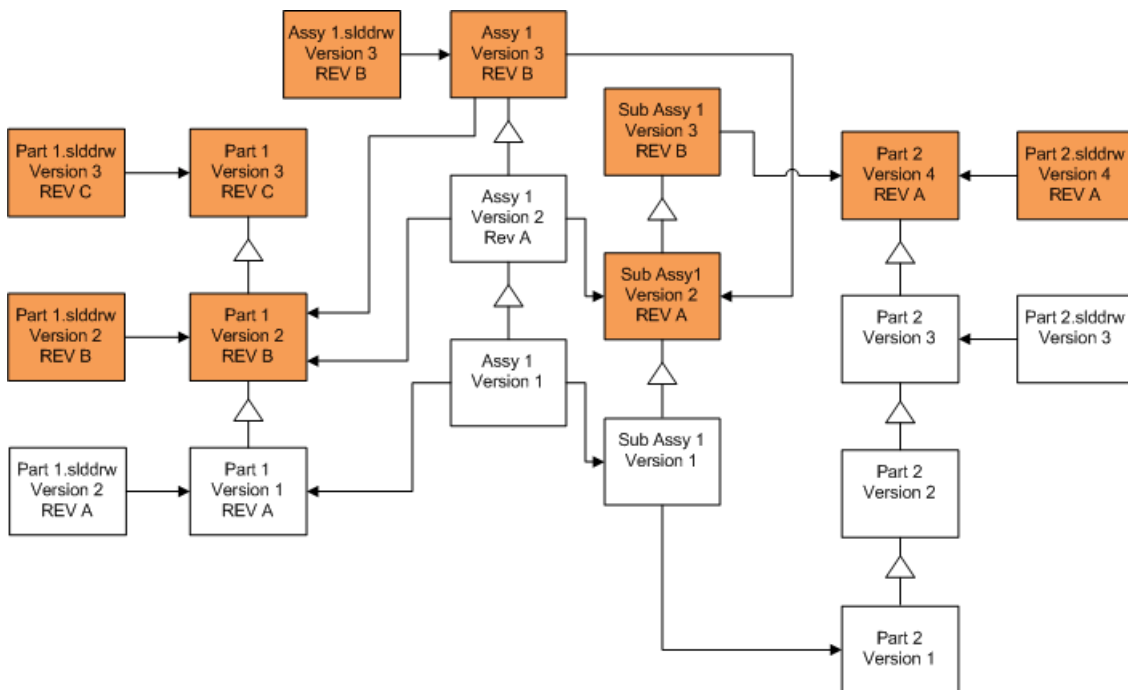 Assy 1.slddrw
Version 3
REV B
Assy 1
Version 3
REV B
Sub Assy 1
Version 3
REV B
Part 1.slddrw
Version 3
REV C
Part 1
Version 3
REV C
Part 2
Version 4
REV A
Part 2.slddrw
Version 4
REV A
Assy 1
Version 2
Rev A
Sub Assy1
Version 2
REV A
Part 1.slddrw
Version 2
REV B
Part 1
Version 2
REV B
Part 2
Version 3
Part 2.slddrw
Version 3
Assy 1
Version 1
Sub Assy 1
Version 1
Part 1.slddrw
Version 2
REV A
Part 1
Version 1
REV A
Part 2
Version 2
Part 2
Version 1